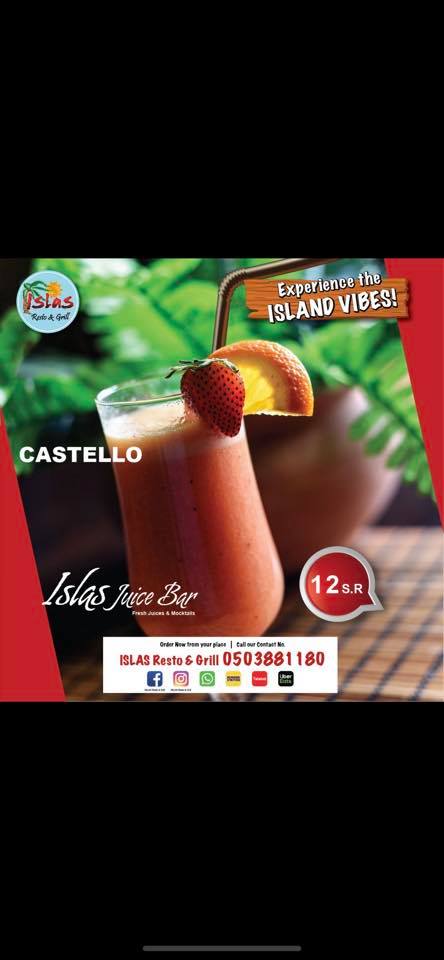 Islas
Resto & Grill
Experience the
ISLAND VIBES!
CASTELLO
Islas Juice Bar
Fresh Juices & Mocktails
12 S.R
Order Now from your place | Call our Contact No.
ISLAS Resto & Grill 0503881180
Uber
Eats